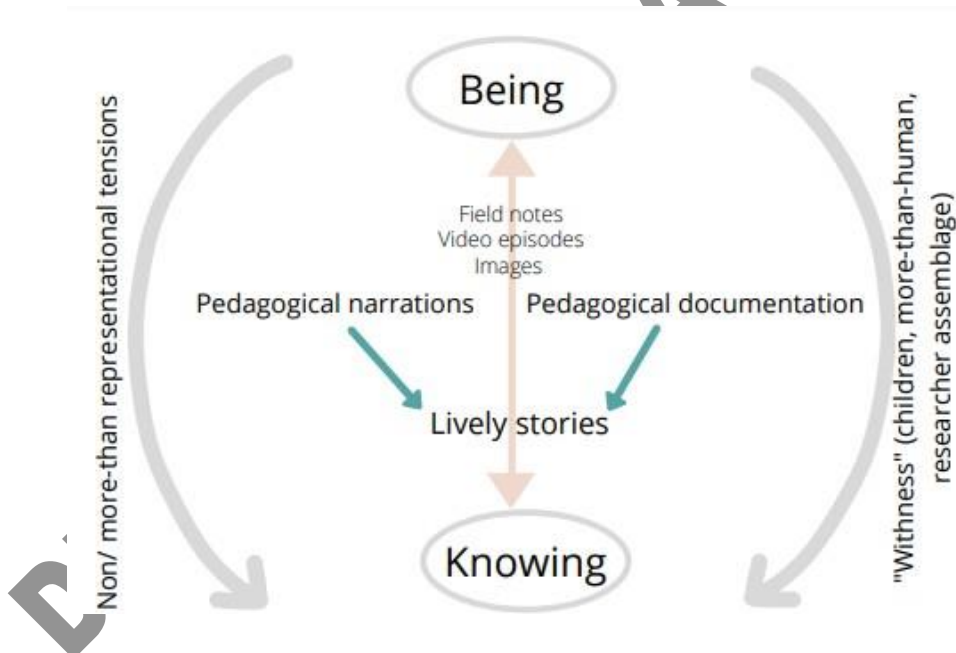 Being
Non/ more-than representational tensions
"Withness" (children, more-than-human,
researcher assemblage)
Field notes
Video episodes
Images
Pedagogical narrations
Pedagogical documentation
Lively stories
Knowing